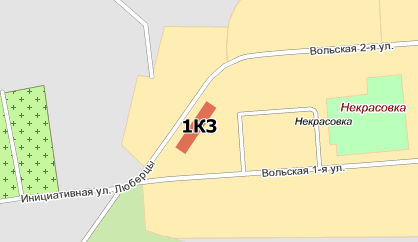 Вольская 2-я ул.
Некрасовка
Некрасовка
1К3
Вольская 1-я ул.
Инициативная ул. Люберцы